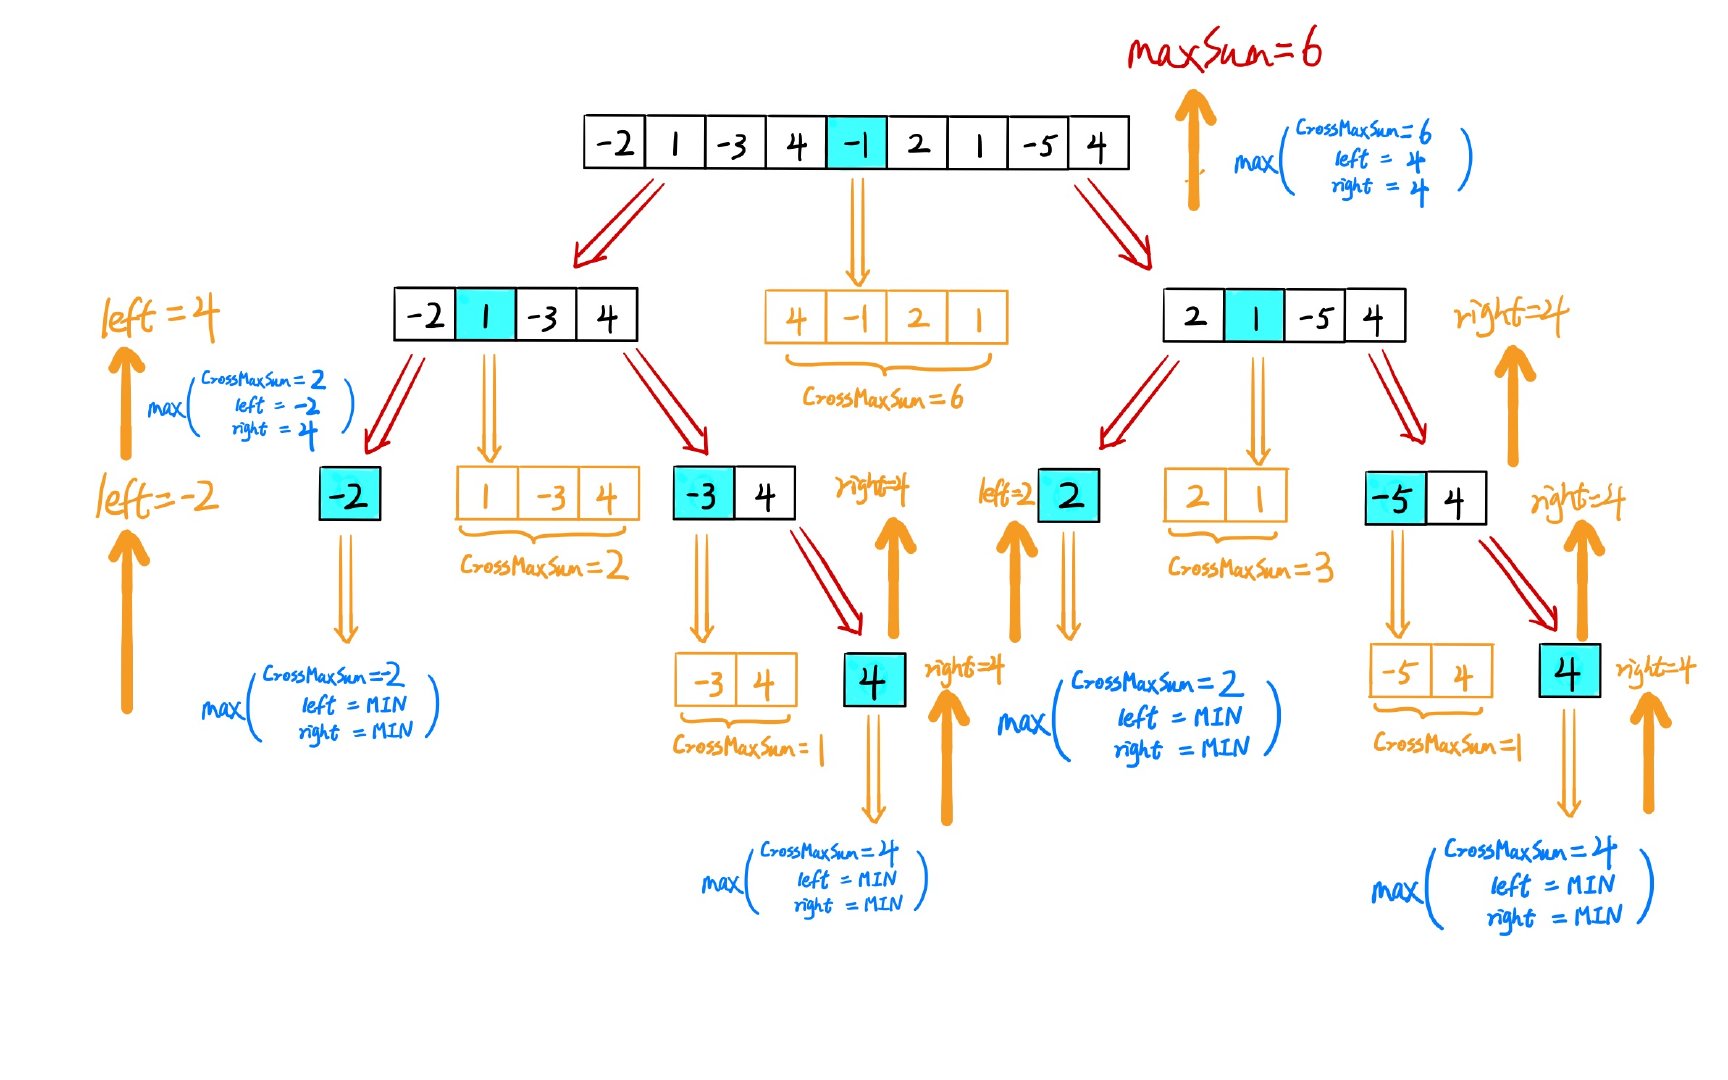 maxSum=6
-2 1 -3 4 -1 2 1 -5 4
max( CrossMaxSum=6
left = 4
right = 4 )
left=4
-2 1 -3 4
4 -1 2 1
CrossMaxSum=6
2 1 -5 4
right=4
max( CrossMaxSum=2
left = -2
right = 4 )
left=-2
-2
1 -3 4
CrossMaxSum=2
-3 4
right=4
left=2
2
2 1
CrossMaxSum=3
-5 4
right=4
max( CrossMaxSum=-2
left = MIN
right = MIN )
-3 4
CrossMaxSum=1
4
right=4
max( CrossMaxSum=2
left = MIN
right = MIN )
-5 4
CrossMaxSum=1
4
right=4
max( CrossMaxSum=4
left = MIN
right = MIN )
max( CrossMaxSum=4
left = MIN
right = MIN )